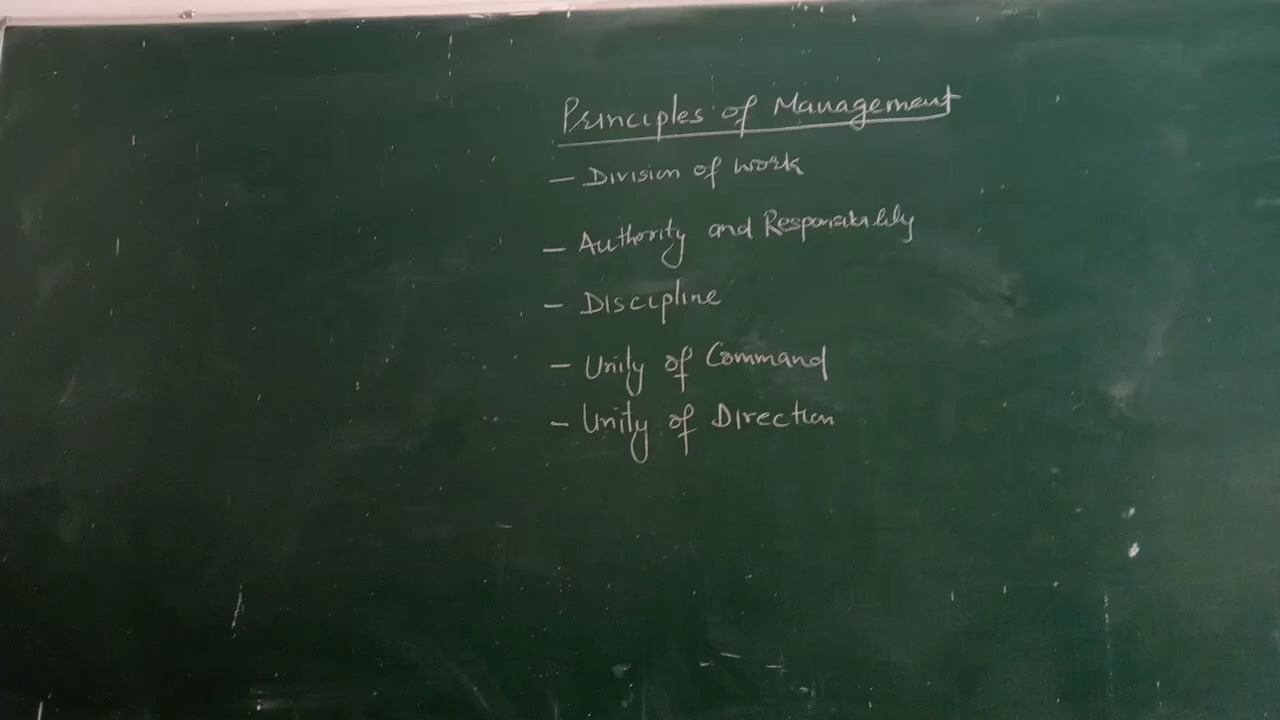 Principles of Management
– Division of work
– Authority and Responsibility
– Discipline
– Unity of Command
– Unity of Direction